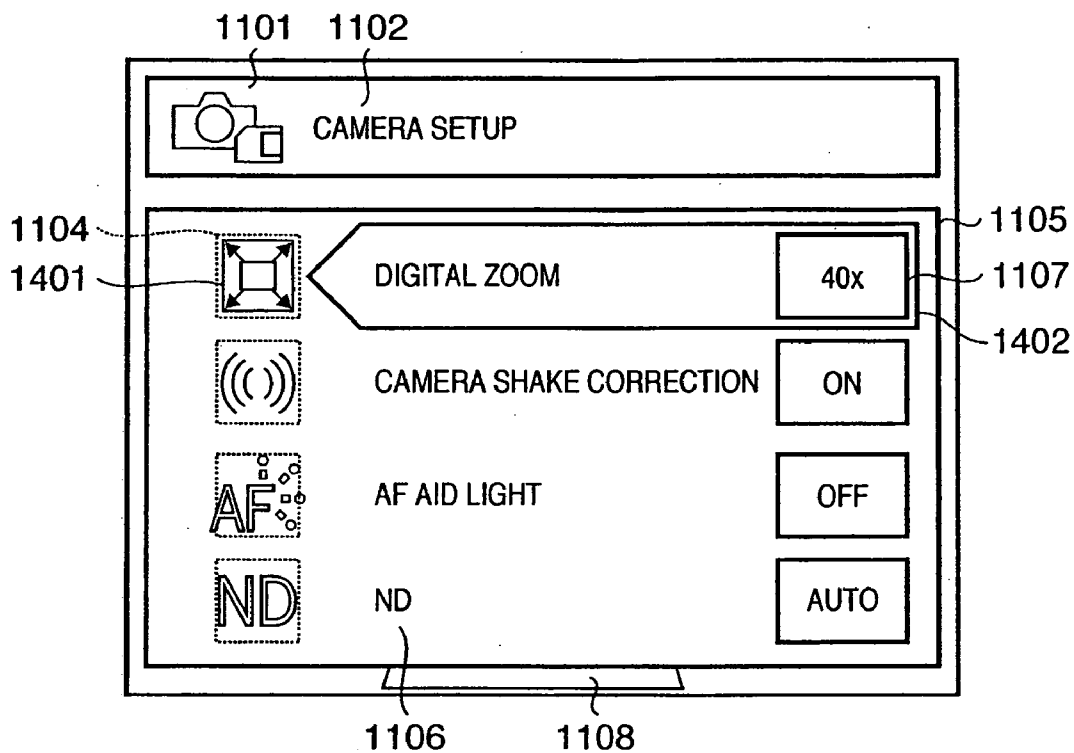 1101 1102
CAMERA SETUP
1104
1401
DIGITAL ZOOM 40x
1105
1107
1402
CAMERA SHAKE CORRECTION ON
AF AF AID LIGHT OFF
ND ND AUTO
1106 1108